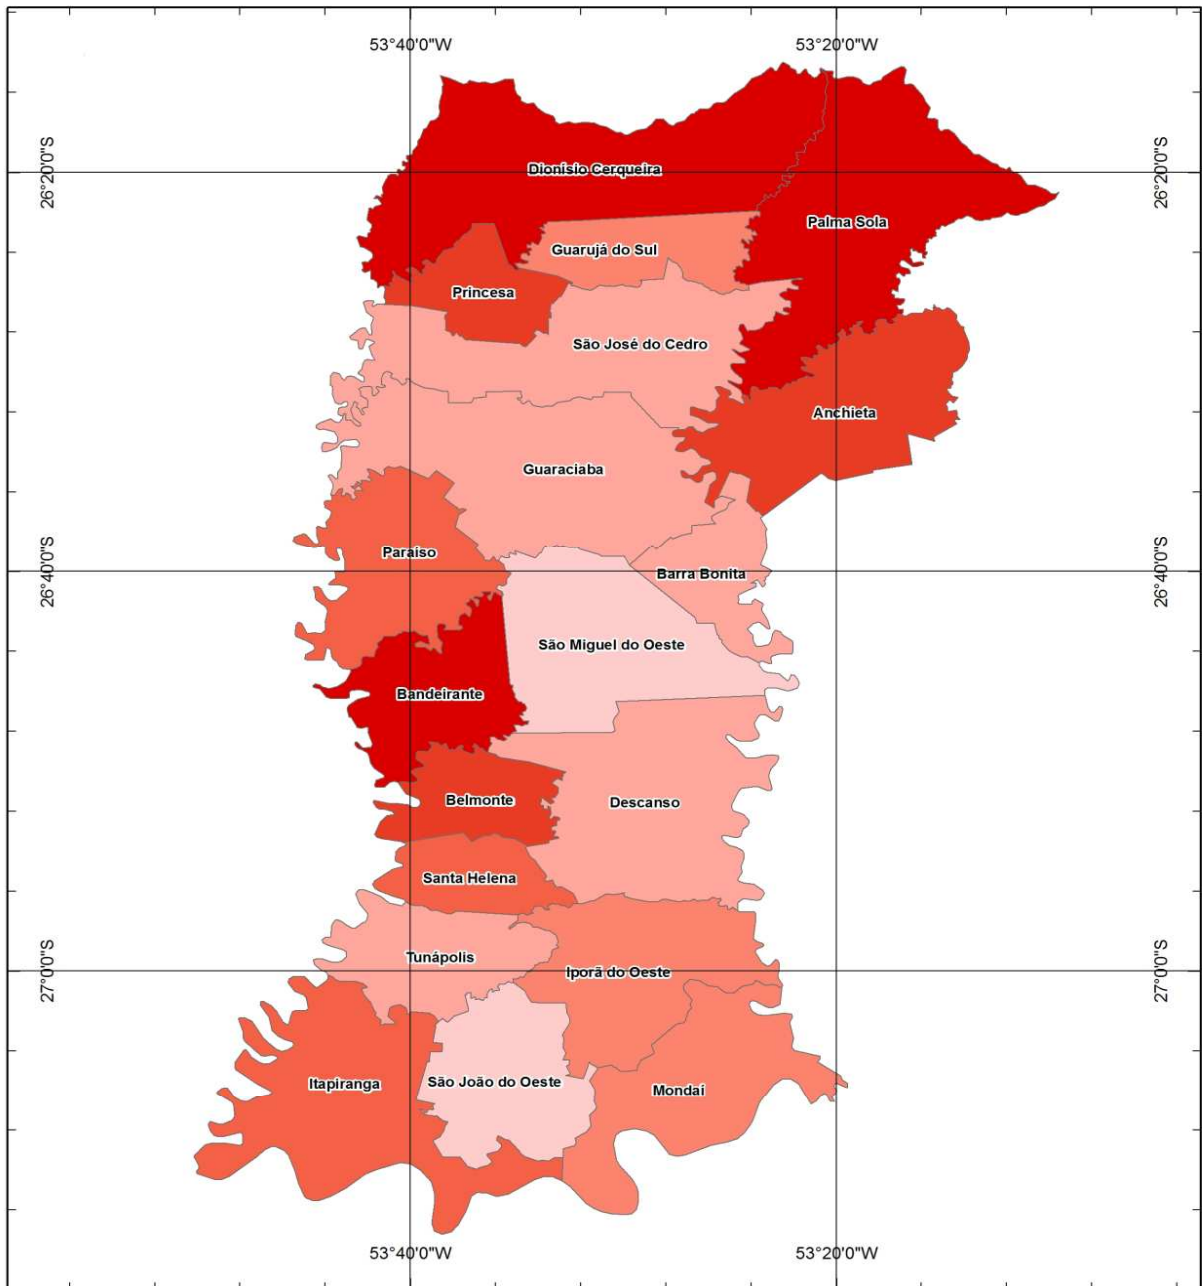 53°40'0"W
53°20'0"W
26°20'0"S
26°20'0"S
Dionísio Cerqueira
Palma Sola
Guarujá do Sul
Princesa
São José do Cedro
Anchieta
Guaraciaba
Paraíso
26°40'0"S
26°40'0"S
Barra Bonita
São Miguel do Oeste
Bandeirante
Belmonte
Descanso
Santa Helena
Tunápolis
27°0'0"S
27°0'0"S
Iporã do Oeste
Itapiranga
São João do Oeste
Mondaí
53°40'0"W
53°20'0"W